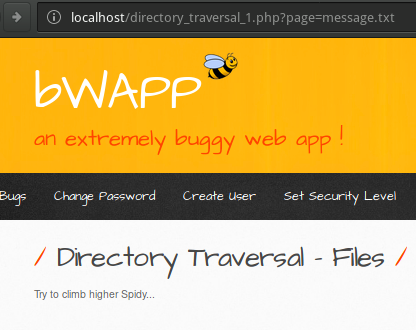 localhost/directory_traversal_1.php?page=message.txt
bWAPP
an extremely buggy web app !
Bugs Change Password Create User Set Security Level
/ Directory Traversal - Files /
Try to climb higher Spidy...